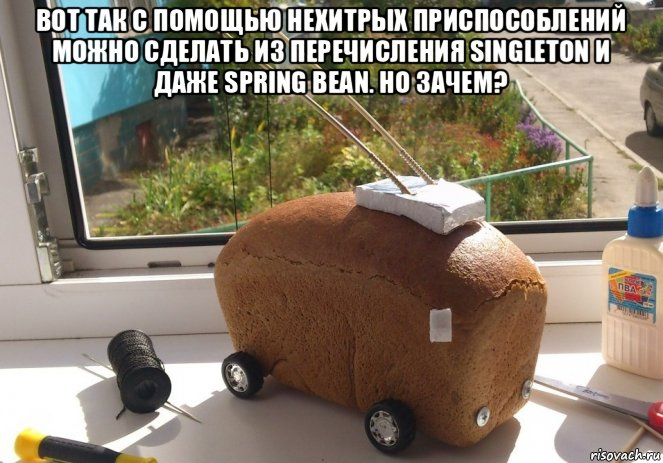 ВОТ ТАК С ПОМОЩЬЮ НЕХИТРЫХ ПРИСПОСОБЛЕНИЙ
МОЖНО СДЕЛАТЬ ИЗ ПЕРЕЧИСЛЕНИЯ SINGLETON И
ДАЖЕ SPRING BEAN. НО ЗАЧЕМ?
ПВА
risovach.ru